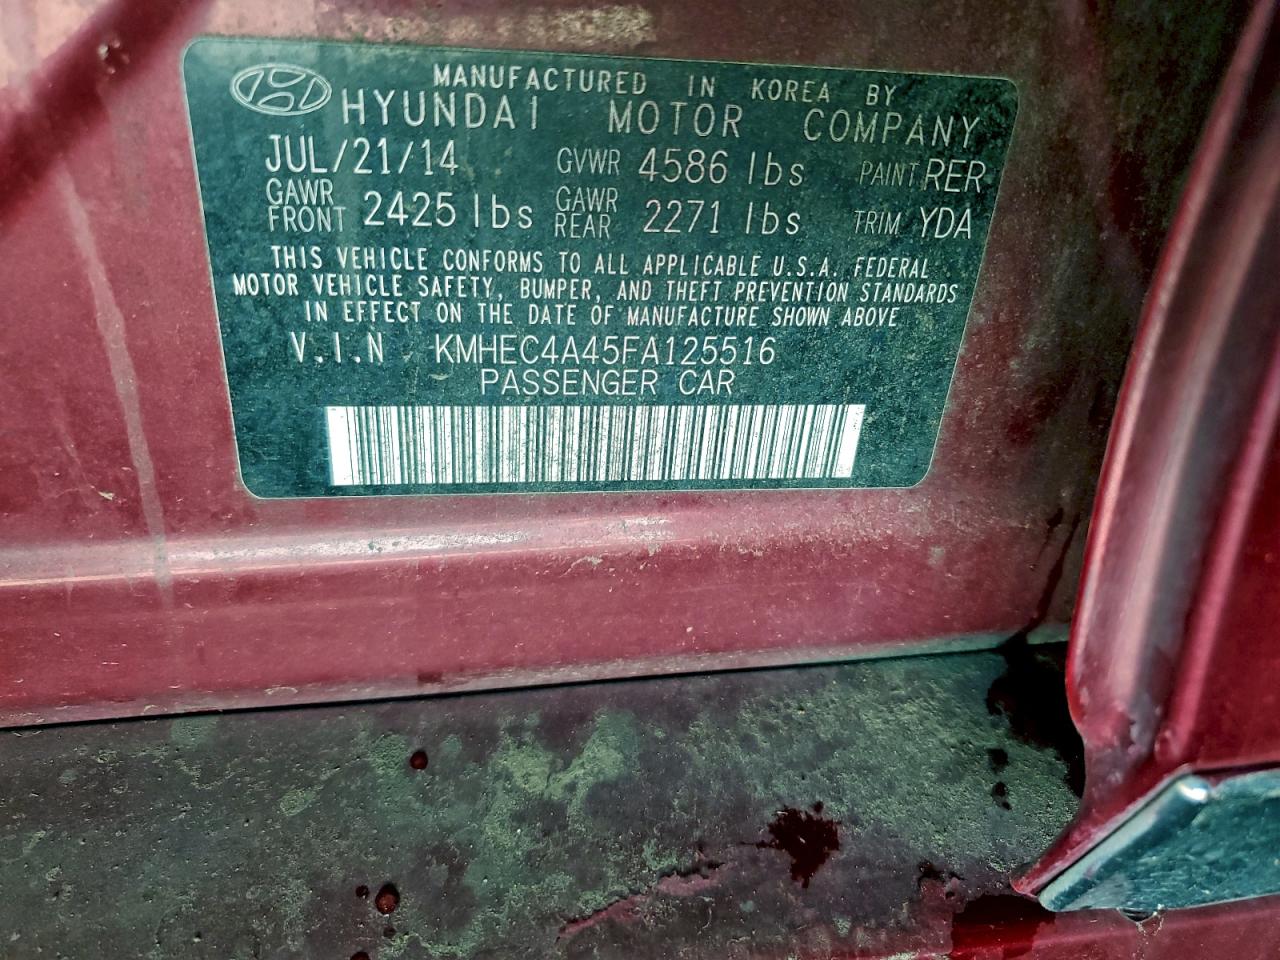 MANUFACTURED IN KOREA BY
HYUNDAI MOTOR COMPANY
JUL/21/14 GVWR 4586 lbs PAINT RER
GAWR FRONT 2425 lbs GAWR REAR 2271 lbs TRIM YDA
THIS VEHICLE CONFORMS TO ALL APPLICABLE U.S.A. FEDERAL
MOTOR VEHICLE SAFETY, BUMPER, AND THEFT PREVENTION STANDARDS
IN EFFECT ON THE DATE OF MANUFACTURE SHOWN ABOVE
V.I.N KMHEC4A45FA125516
PASSENGER CAR